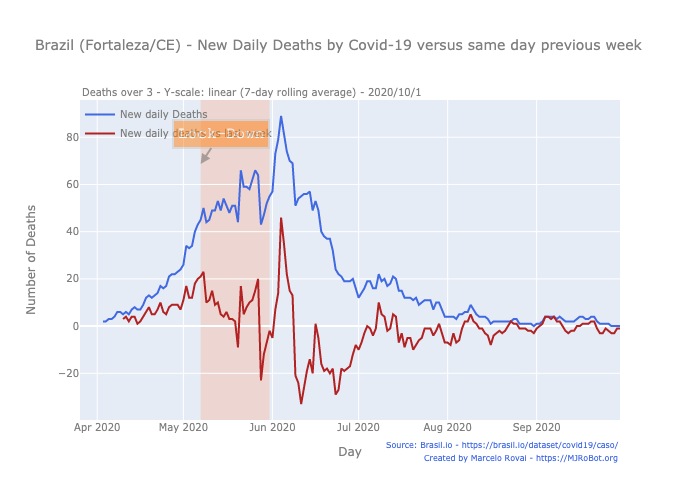 Brazil (Fortaleza/CE) - New Daily Deaths by Covid-19 versus same day previous week
Deaths over 3 - Y-scale: linear (7-day rolling average) - 2020/10/1
New daily Deaths
New daily deaths vs last week
Lock-Down
80
60
40
20
0
−20
Number of Deaths
Apr 2020
May 2020
Jun 2020
Jul 2020
Aug 2020
Sep 2020
Day
Source: Brasil.io - https://brasil.io/dataset/covid19/caso/
Created by Marcelo Rovai - https://MJRoBot.org